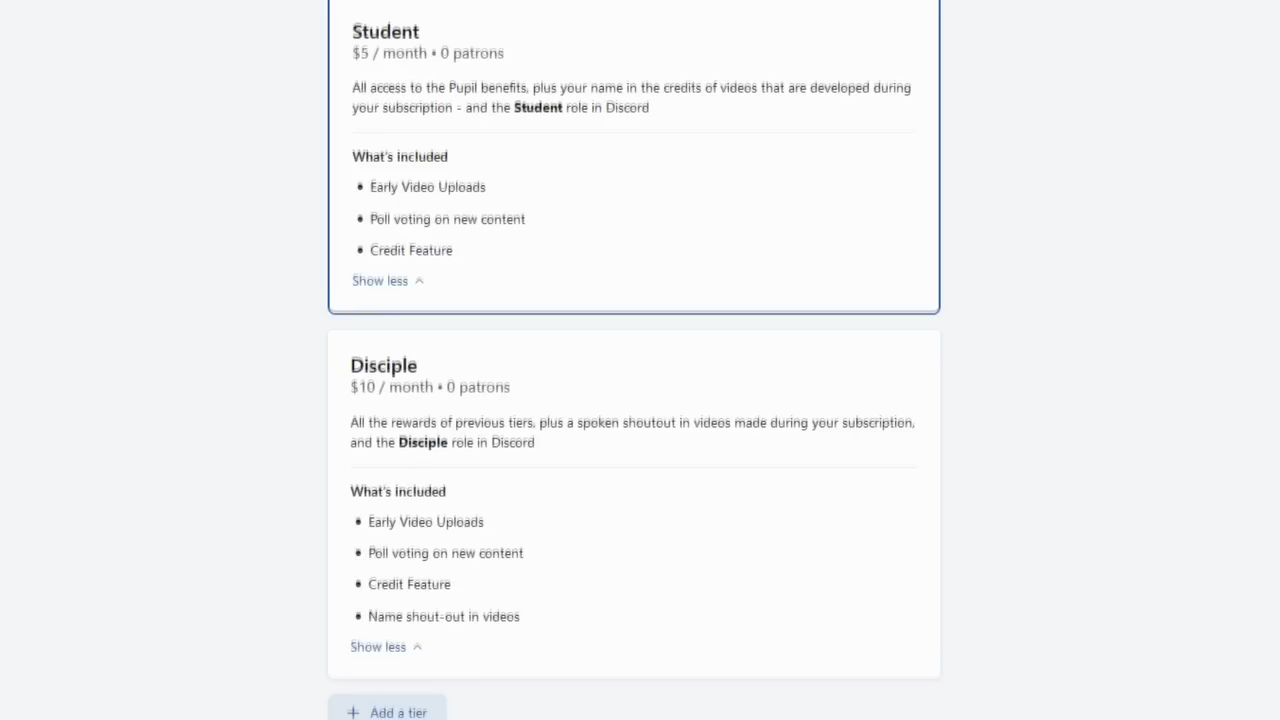 Student
$5 / month • 0 patrons
All access to the Pupil benefits, plus your name in the credits of videos that are developed during
your subscription - and the Student role in Discord
What's included
• Early Video Uploads
• Poll voting on new content
• Credit Feature
Show less
Disciple
$10 / month • 0 patrons
All the rewards of previous tiers, plus a spoken shoutout in videos made during your subscription,
and the Disciple role in Discord
What's included
• Early Video Uploads
• Poll voting on new content
• Credit Feature
• Name shout-out in videos
Show less
+ Add a tier